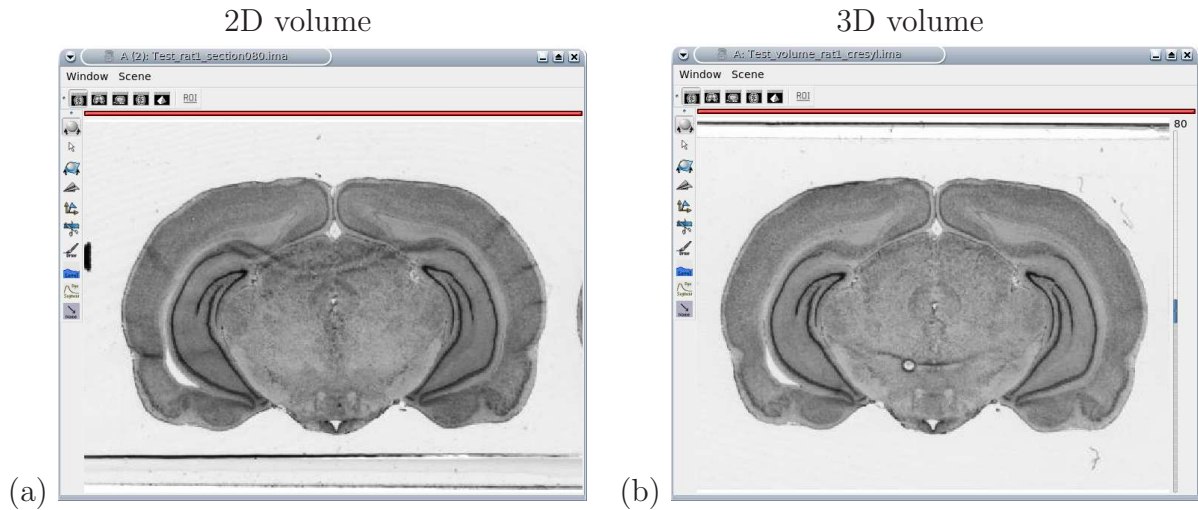 2D volume
3D volume
A (2): Test_rat1_section080.ima
A: Test_volume_rat1_cresyl.ima
Window Scene
Window Scene
ROI
ROI
80
(a)
(b)